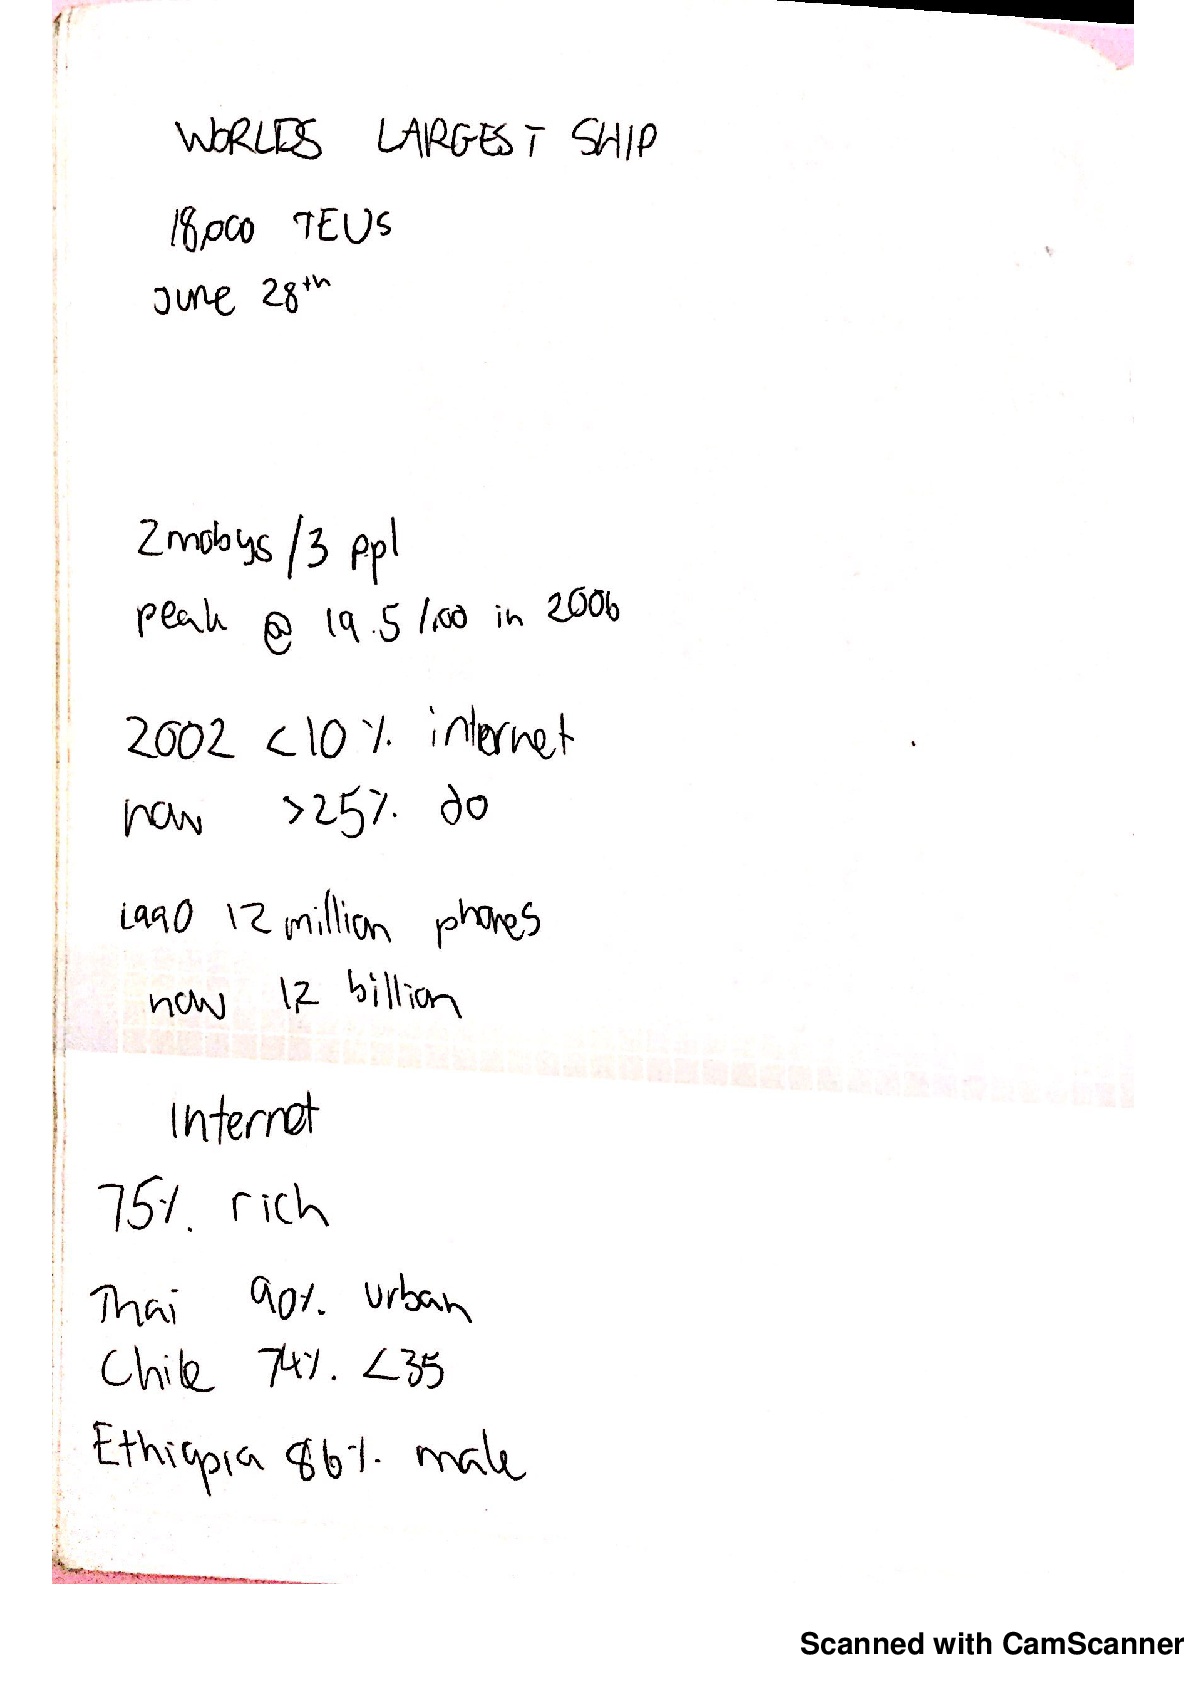 WORLDS LARGEST SHIP
18,000 TEUS
June 28th
2mobys /3 ppl
peak @ 19.5 /100 in 2006
2002 <10% internet
now >25% do
1990 12 million phones
now 12 billion
Internet
75% rich
Thai 90% urban
Chile 74% <35
Ethiopia 86% male
Scanned with CamScanner